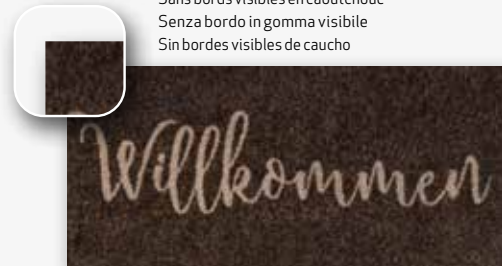 Sans bords visibles en caoutchouc
Senza bordo in gomma visibile
Sin bordes visibles de caucho
Willkommen